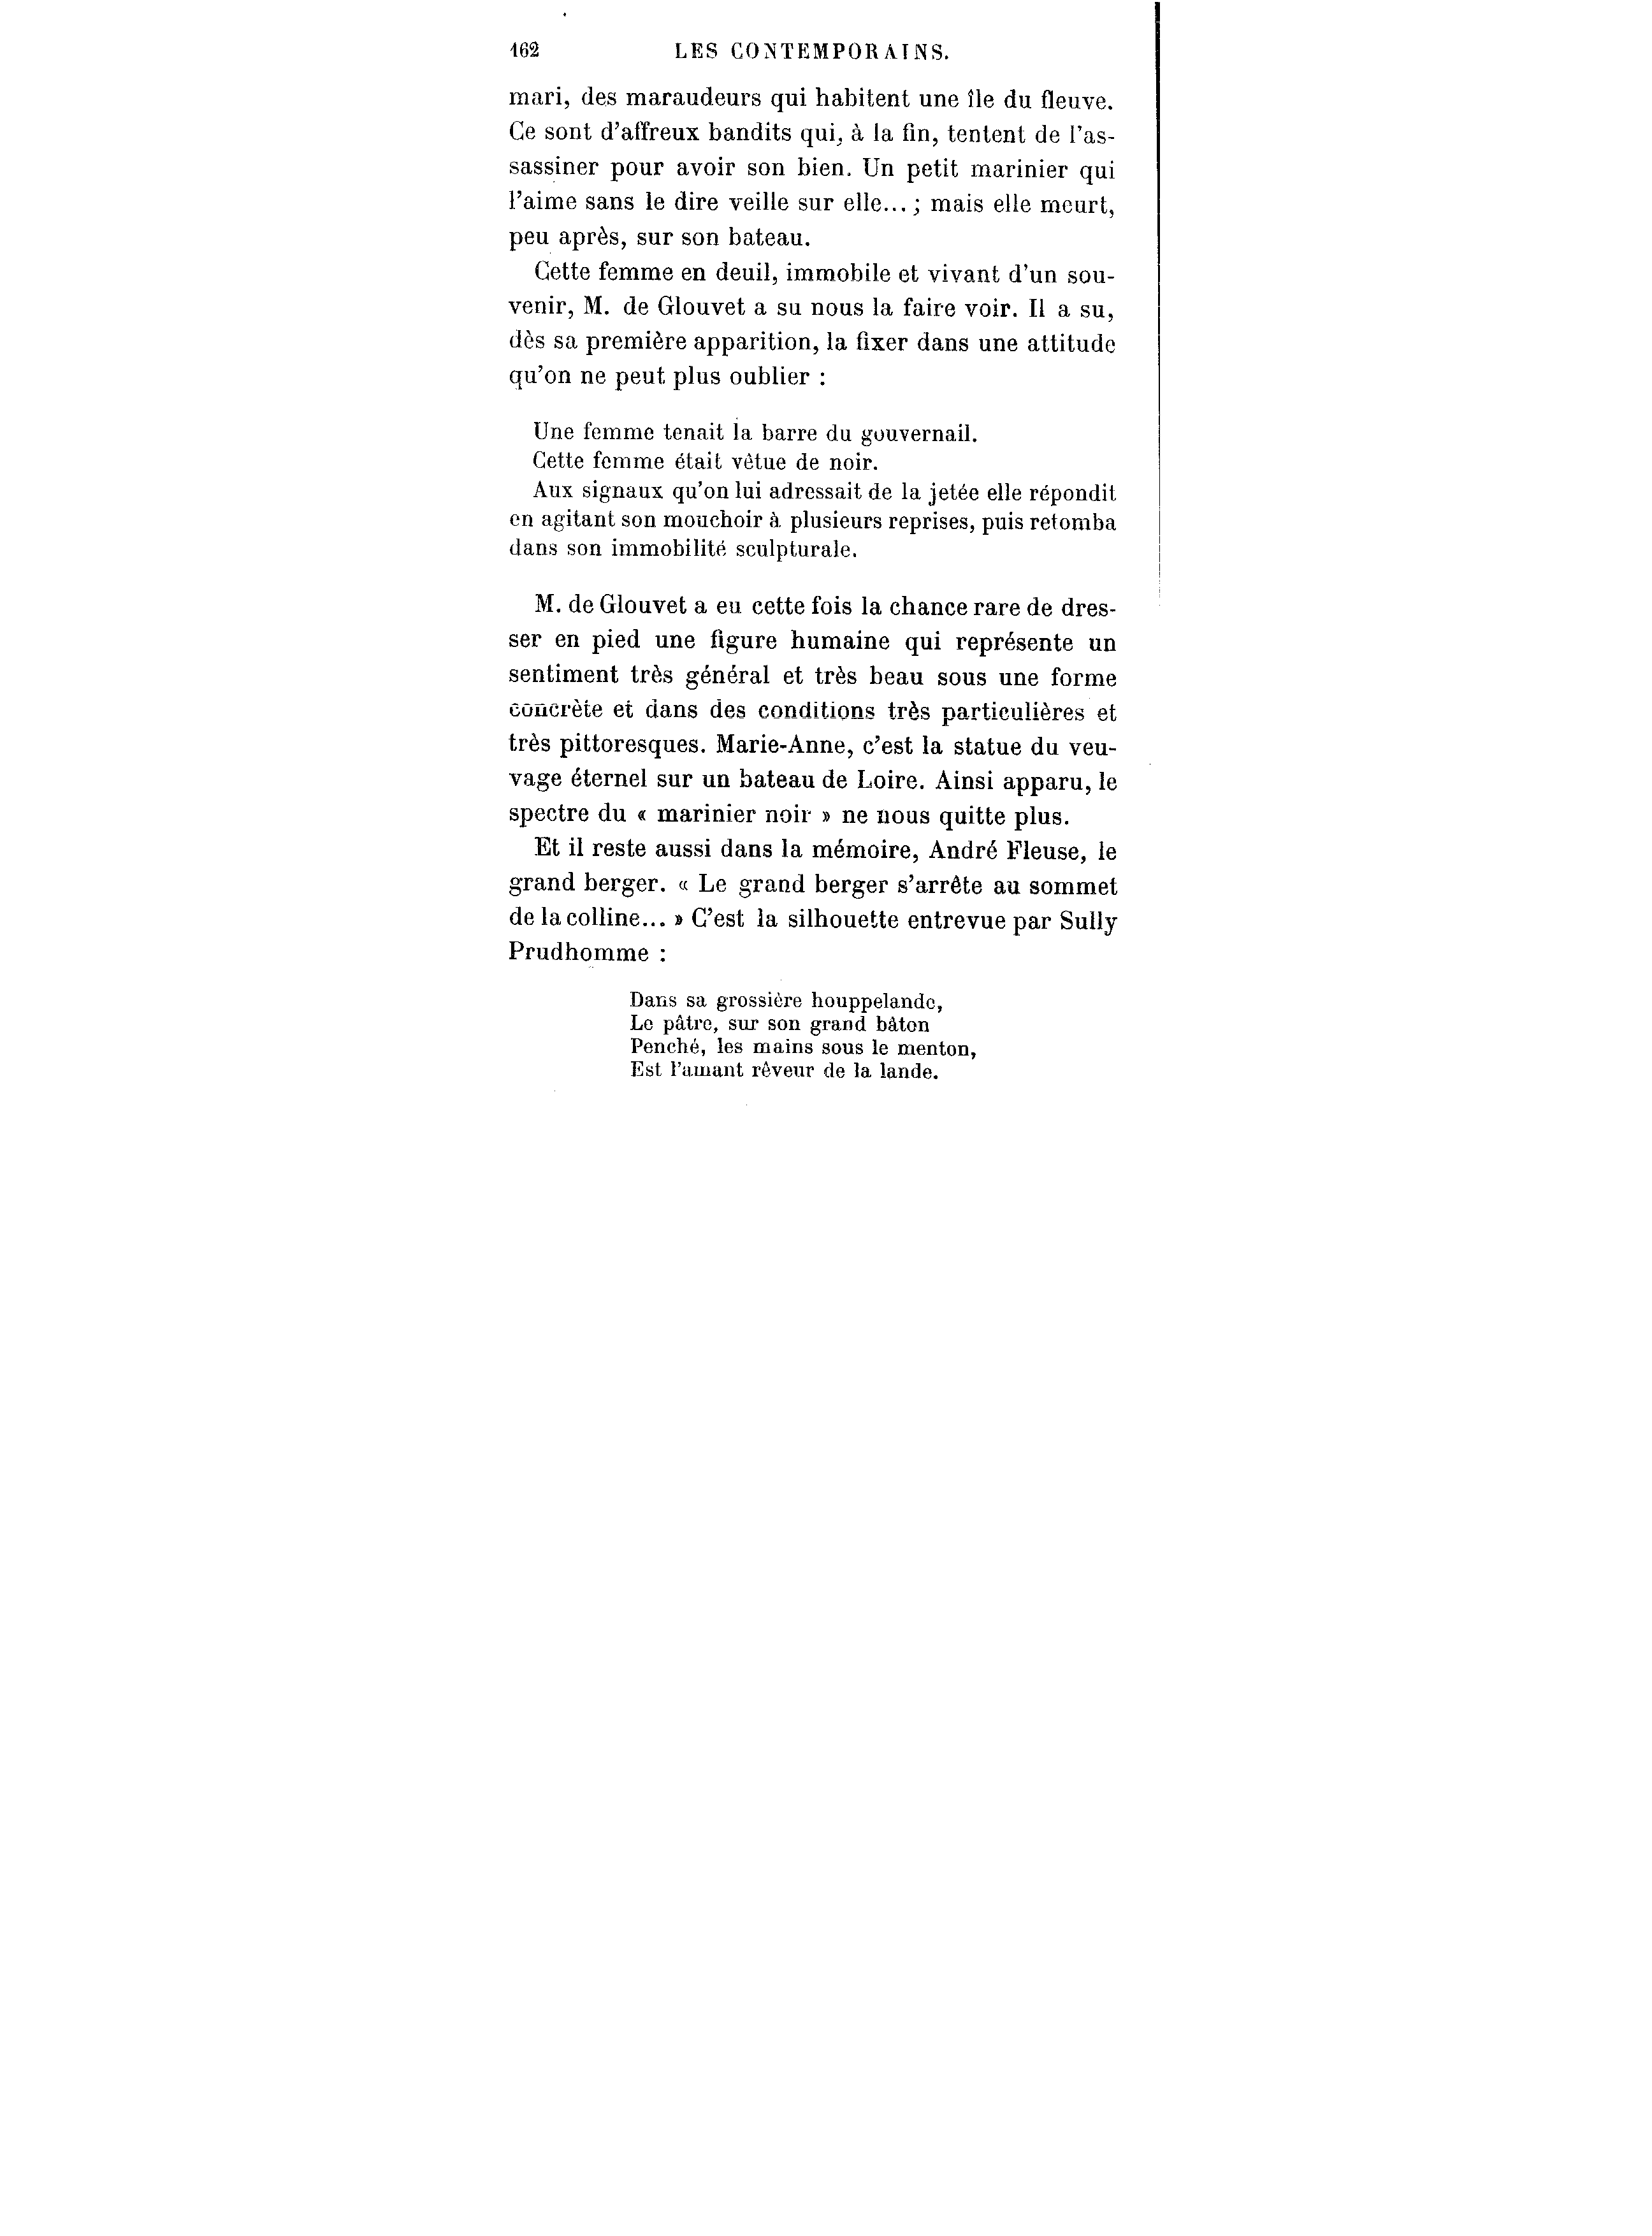 162 LES CONTEMPORAINS.
mari, des maraudeurs qui habitent une île du fleuve.
Ce sont d'affreux bandits qui, à la fin, tentent de l'as-
sassiner pour avoir son bien. Un petit marinier qui
l'aime sans le dire veille sur elle... ; mais elle meurt,
peu après, sur son bateau.
Cette femme en deuil, immobile et vivant d'un sou-
venir, M. de Glouvet a su nous la faire voir. Il a su,
dès sa première apparition, la fixer dans une attitude
qu'on ne peut plus oublier :
Une femme tenait la barre du gouvernail.
Cette femme était vêtue de noir.
Aux signaux qu'on lui adressait de la jetée elle répondit
en agitant son mouchoir à plusieurs reprises, puis retomba
dans son immobilité sculpturale.
M. de Glouvet a eu cette fois la chance rare de dres-
ser en pied une figure humaine qui représente un
sentiment très général et très beau sous une forme
concrète et dans des conditions très particulières et
très pittoresques. Marie-Anne, c'est la statue du veu-
vage éternel sur un bateau de Loire. Ainsi apparu, le
spectre du « marinier noir » ne nous quitte plus.
Et il reste aussi dans la mémoire, André Fleuse, le
grand berger. « Le grand berger s'arrête au sommet
de la colline... » C'est la silhouette entrevue par Sully
Prudhomme :
Dans sa grossière houppelande,
Le pâtre, sur son grand bâton
Penché, les mains sous le menton,
Est l'amant rêveur de la lande.